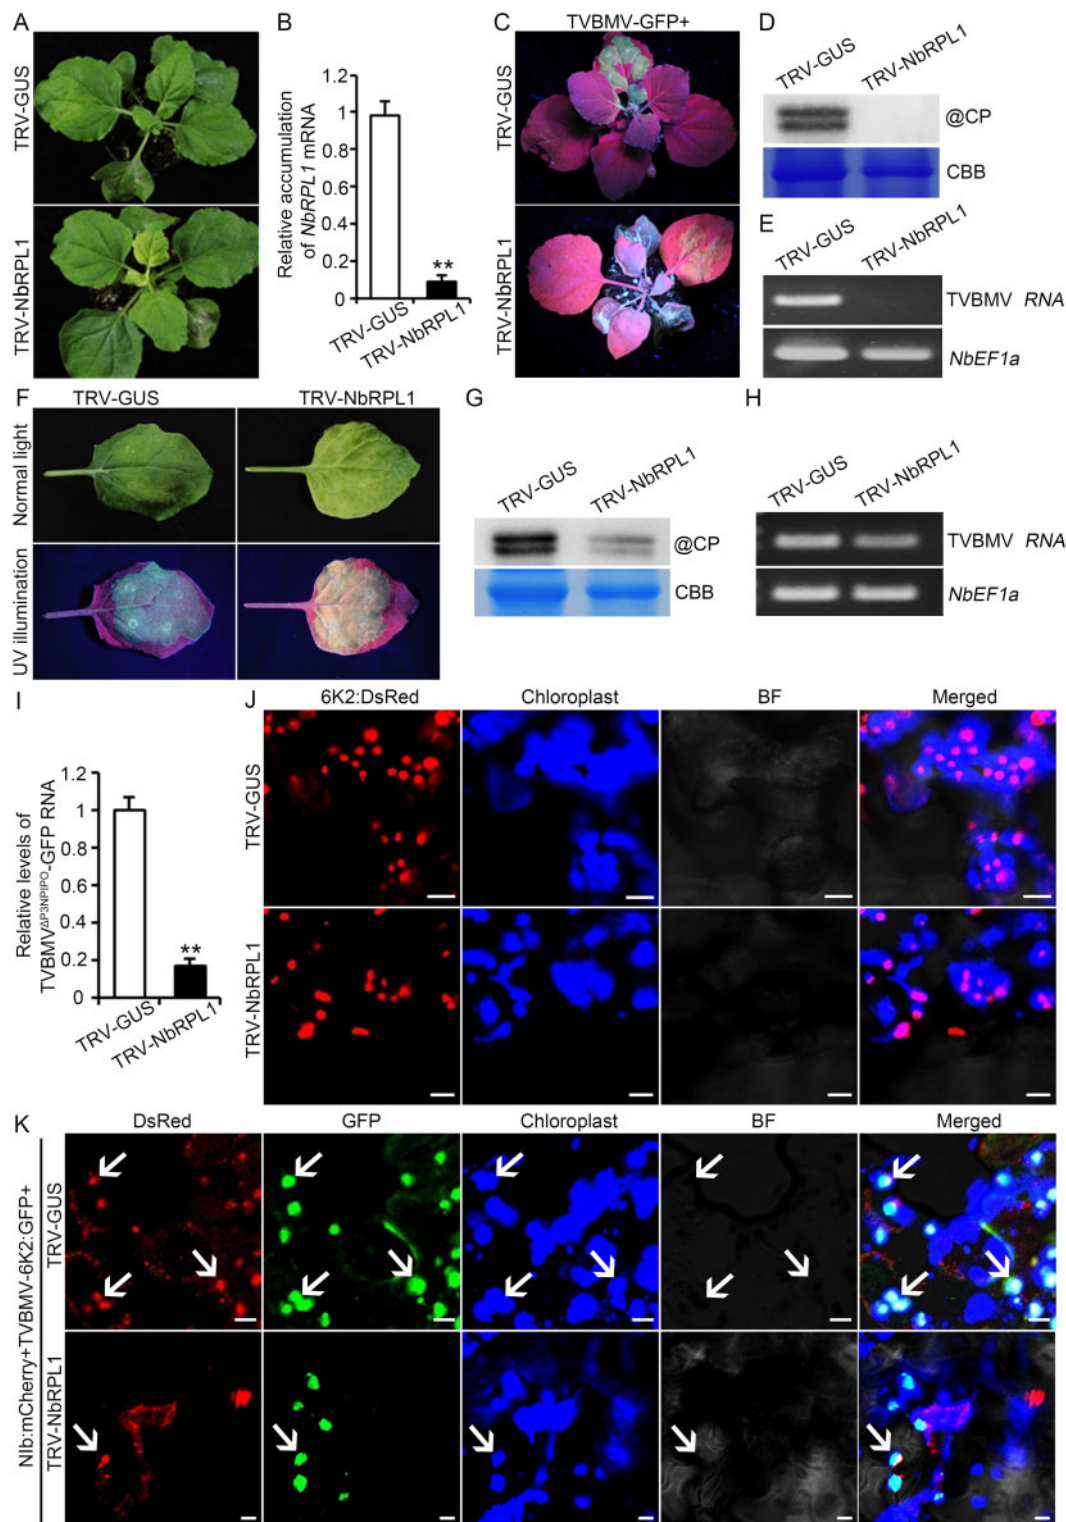 A
TRV-GUS
TRV-NbRPL1
B
Relative accumulation
of NbRPL1 mRNA
1.2
1
0.8
0.6
0.4
0.2
0
**
TRV-GUS
TRV-NbRPL1
C
TVBMV-GFP+
TRV-GUS
TRV-NbRPL1
D
TRV-GUS
TRV-NbRPL1
@CP
CBB
E
TRV-GUS
TRV-NbRPL1
TVBMV RNA
NbEF1a
F
TRV-GUS
TRV-NbRPL1
Normal light
UV illumination
G
TRV-GUS
TRV-NbRPL1
@CP
CBB
H
TRV-GUS
TRV-NbRPL1
TVBMV RNA
NbEF1a
I
Relative levels of
TVBMVΔP3NPIPO-GFP RNA
1.2
1
0.8
0.6
0.4
0.2
0
**
TRV-GUS
TRV-NbRPL1
J
6K2:DsRed
Chloroplast
BF
Merged
TRV-GUS
TRV-NbRPL1
K
DsRed
GFP
Chloroplast
BF
Merged
NIb:mCherry+TVBMV-6K2:GFP+
TRV-GUS
TRV-NbRPL1